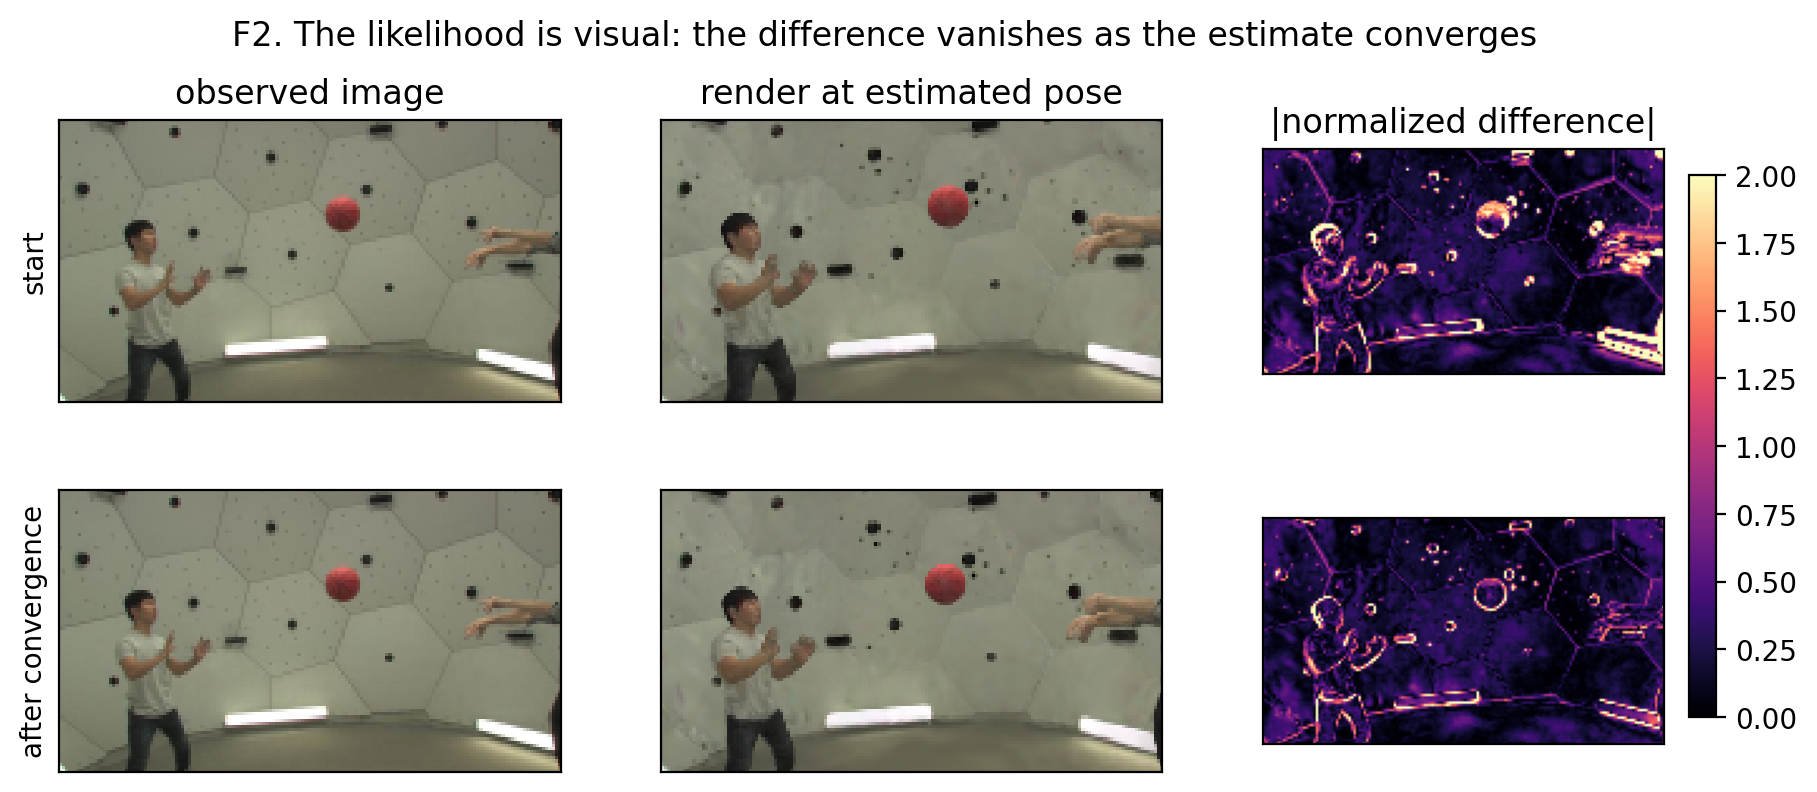 F2. The likelihood is visual: the difference vanishes as the estimate converges
observed image
render at estimated pose
|normalized difference|
start
after convergence
2.00
1.75
1.50
1.25
1.00
0.75
0.50
0.25
0.00